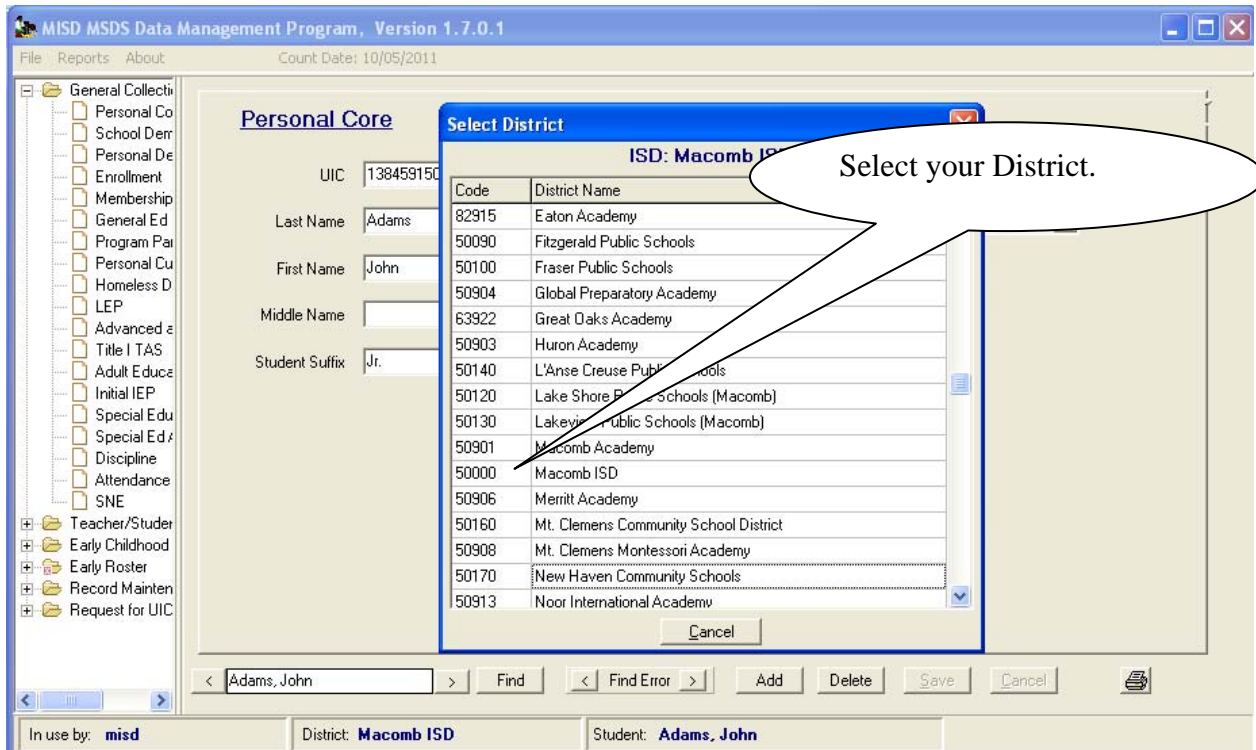 MISD MSDS Data Management Program, Version 1.7.0.1
File Reports About Count Date: 10/05/2011
General Collecti
Personal Co
School Dem
Personal De
Enrollment
Membership
General Ed
Program Par
Personal Cu
Homeless D
LEP
Advanced a
Title I TAS
Adult Educa
Initial IEP
Special Edu
Special Ed A
Discipline
Attendance
SNE
Teacher/Studen
Early Childhood
Early Roster
Record Mainten
Request for UIC
Personal Core
UIC 138459150
Last Name Adams
First Name John
Middle Name
Student Suffix Jr.
Select District
ISD: Macomb IS
Select your District.
Code District Name
82915 Eaton Academy
50090 Fitzgerald Public Schools
50100 Fraser Public Schools
50904 Global Preparatory Academy
63922 Great Oaks Academy
50903 Huron Academy
50140 L'Anse Creuse Public Schools
50120 Lake Shore Public Schools (Macomb)
50130 Lakeview Public Schools (Macomb)
50901 Macomb Academy
50000 Macomb ISD
50906 Merritt Academy
50160 Mt. Clemens Community School District
50908 Mt. Clemens Montessori Academy
50170 New Haven Community Schools
50913 Noor International Academy
Cancel
< Adams, John > Find < Find Error > Add Delete Save Cancel
In use by: misd District: Macomb ISD Student: Adams, John